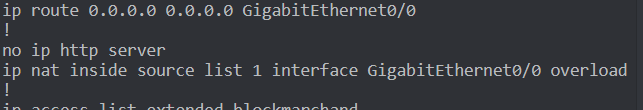 ip route 0.0.0.0 0.0.0.0 GigabitEthernet0/0
!
no ip http server
ip nat inside source list 1 interface GigabitEthernet0/0 overload
!
ip access-list extended blockmanchand